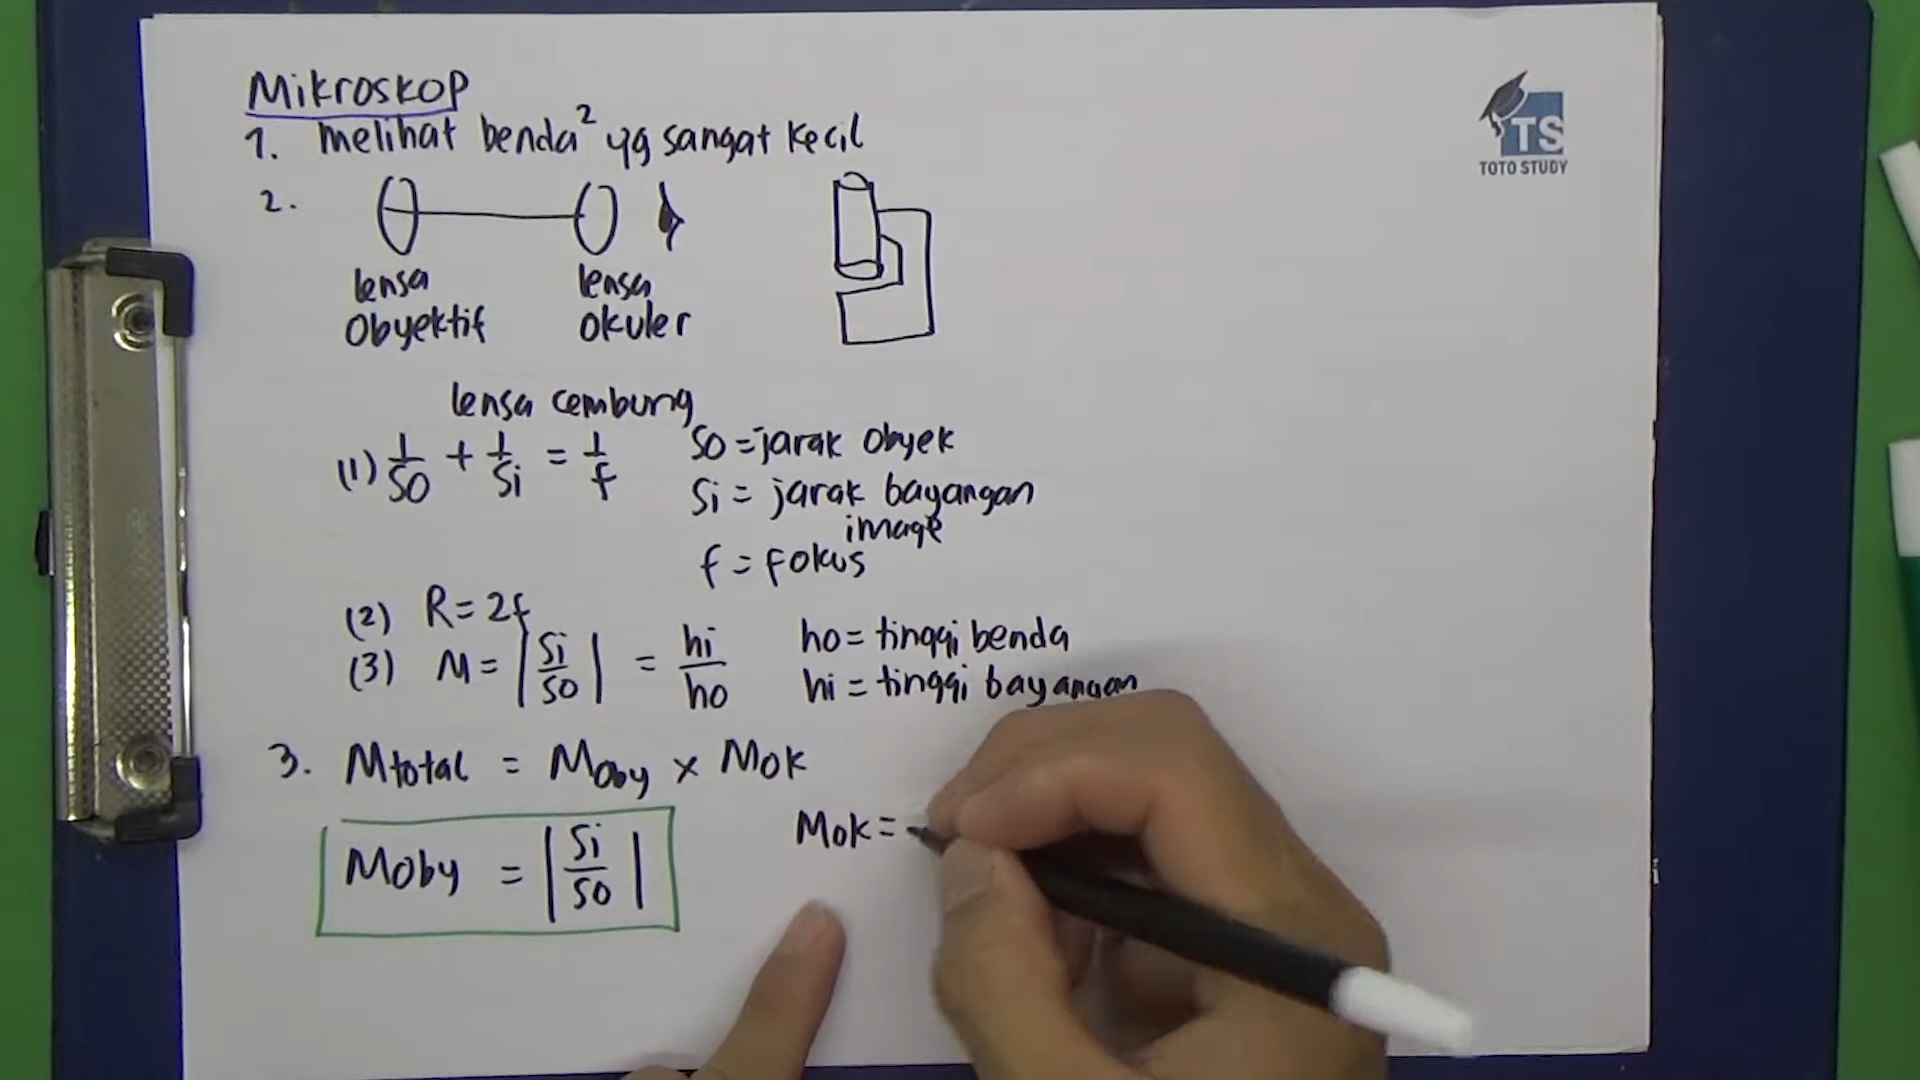 Mikroskop
1. Melihat benda² yg sangat kecil
TS
TOTO STUDY
2.
lensa obyektif
lensa okuler
lensa cembung
(1) 1/So + 1/Si = 1/f
So = jarak obyek
Si = jarak bayangan
image
f = fokus
(2) R = 2f
(3) M = |Si/So| = hi/ho
ho = tinggi benda
hi = tinggi bayangan
3. Mtotal = Moby x Mok
Moby = |Si/So|
Mok =